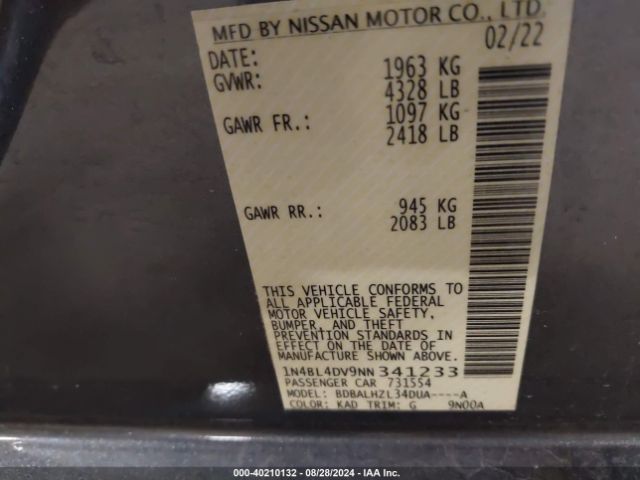 MFD BY NISSAN MOTOR CO., LTD.
DATE: 02/22
GVWR: 1963 KG
4328 LB
GAWR FR.: 1097 KG
2418 LB
GAWR RR.: 945 KG
2083 LB
THIS VEHICLE CONFORMS TO
ALL APPLICABLE FEDERAL
MOTOR VEHICLE SAFETY,
BUMPER, AND THEFT
PREVENTION STANDARDS IN
EFFECT ON THE DATE OF
MANUFACTURE SHOWN ABOVE.
1N4BL4DV9NN341233
PASSENGER CAR 731554
MODEL: BDBALHZL34DUA----A
COLOR: KAD TRIM: G 9N00A
000-40210132 - 08/28/2024 - IAA Inc.